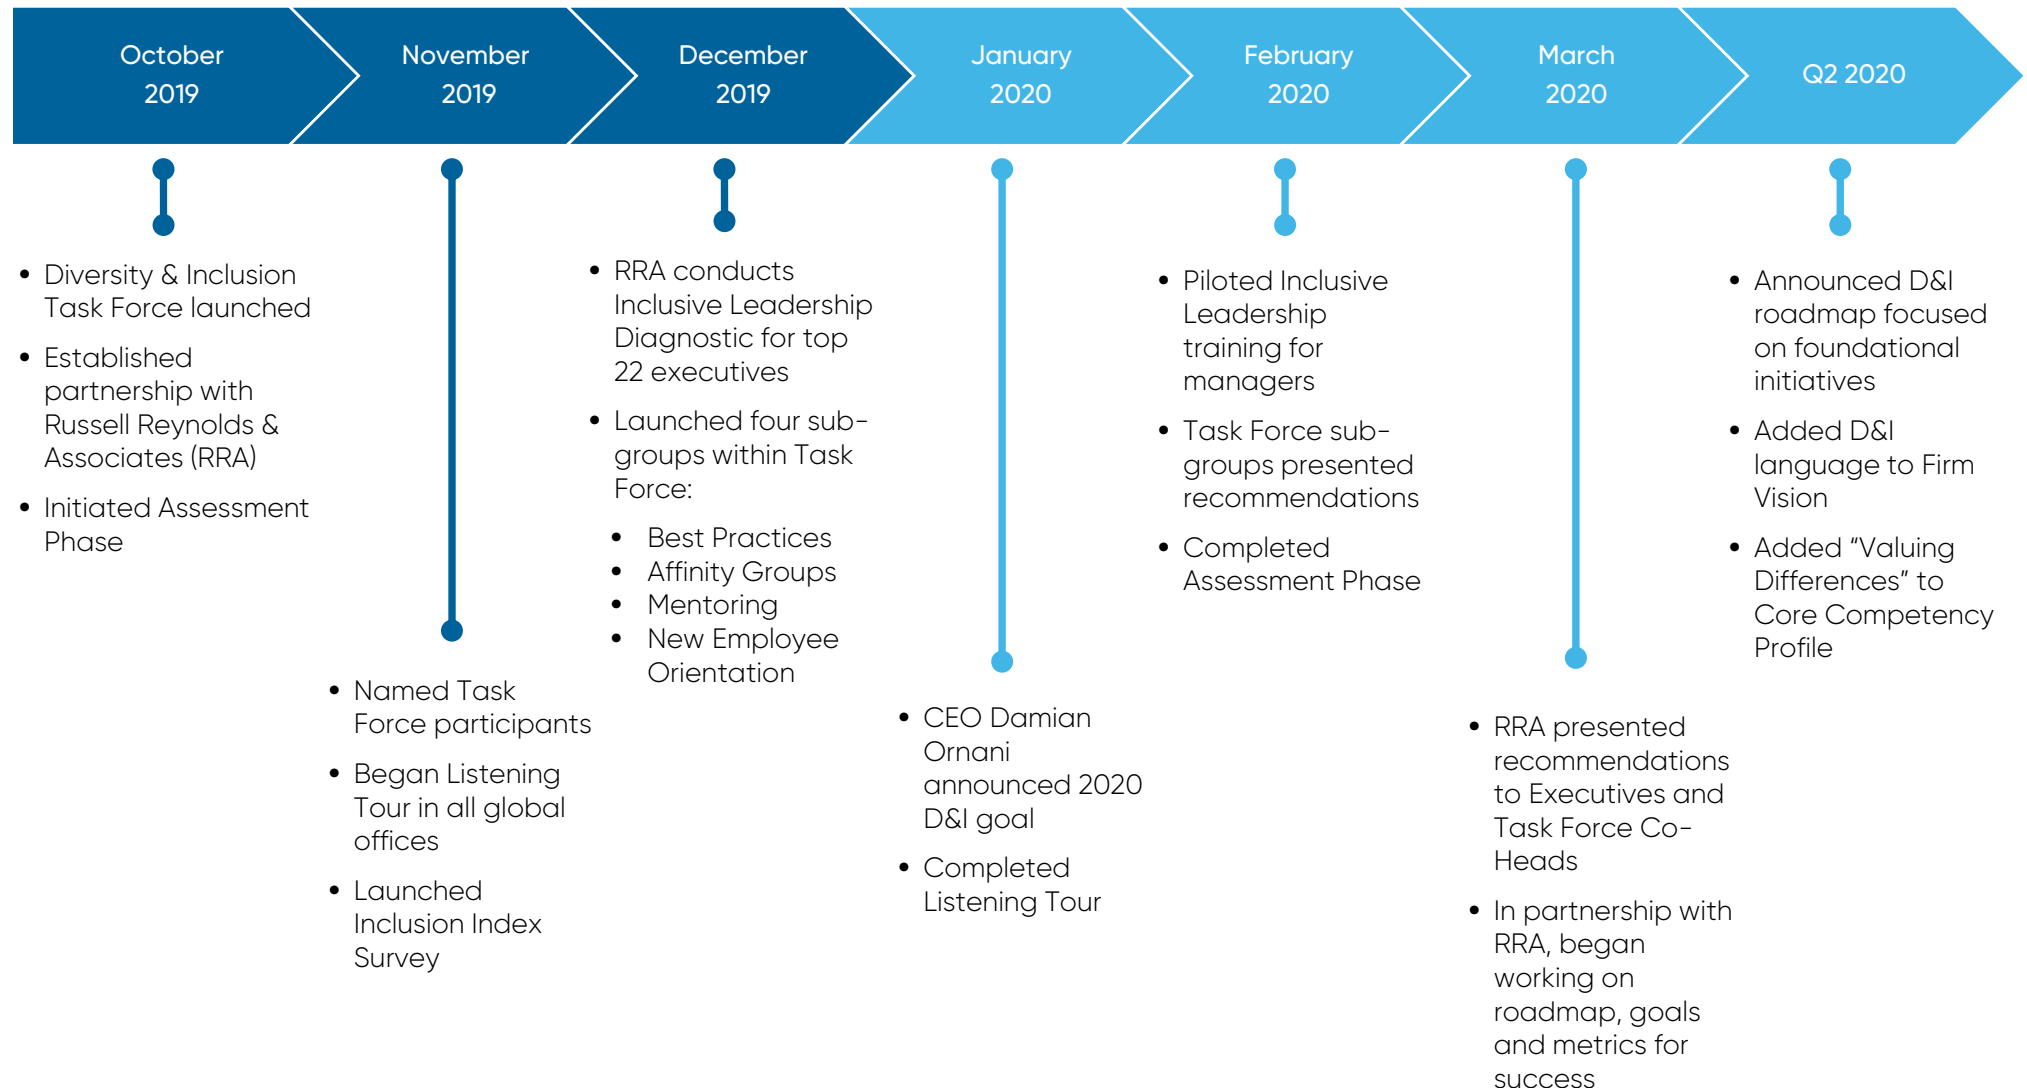 October
2019
November
2019
December
2019
January
2020
February
2020
March
2020
Q2 2020
• Diversity & Inclusion
Task Force launched
• Established
partnership with
Russell Reynolds &
Associates (RRA)
• Initiated Assessment
Phase
• Named Task
Force participants
• Began Listening
Tour in all global
offices
• Launched
Inclusion Index
Survey
• RRA conducts
Inclusive Leadership
Diagnostic for top
22 executives
• Launched four sub-
groups within Task
Force:
• Best Practices
• Affinity Groups
• Mentoring
• New Employee
Orientation
• CEO Damian
Ornani
announced 2020
D&I goal
• Completed
Listening Tour
• Piloted Inclusive
Leadership
training for
managers
• Task Force sub-
groups presented
recommendations
• Completed
Assessment Phase
• RRA presented
recommendations
to Executives and
Task Force Co-
Heads
• In partnership with
RRA, began
working on
roadmap, goals
and metrics for
success
• Announced D&I
roadmap focused
on foundational
initiatives
• Added D&I
language to Firm
Vision
• Added “Valuing
Differences” to
Core Competency
Profile